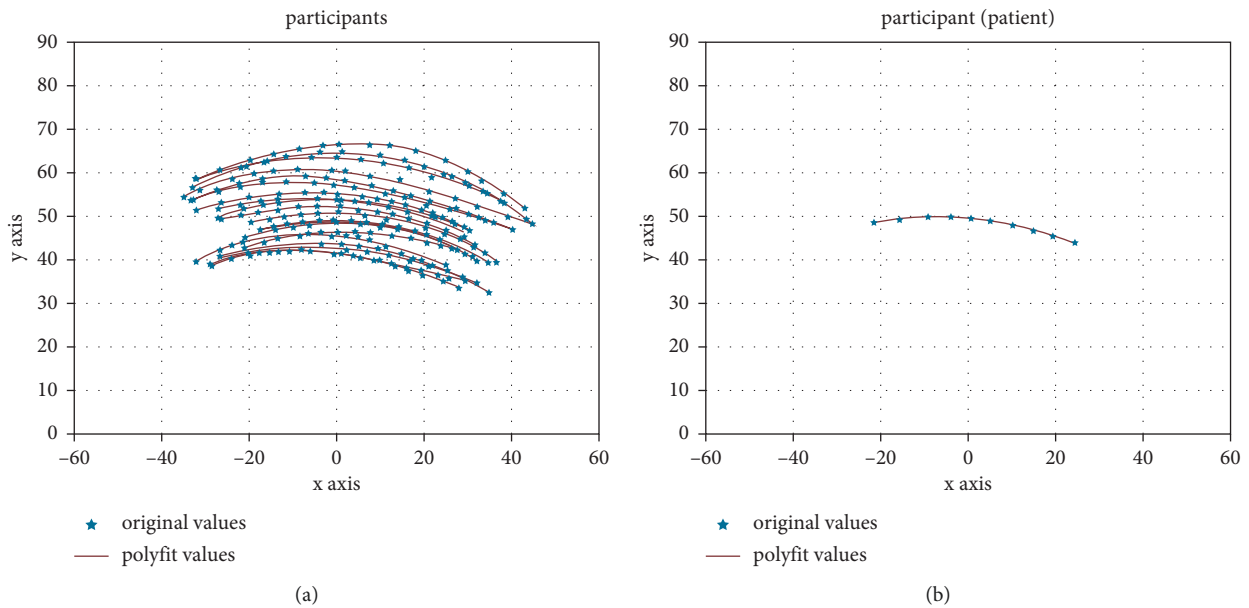 participants
90
80
70
60
50
40
30
20
10
0
y axis
–60
–40
–20
0
20
40
60
x axis
original values
polyfit values
(a)
participant (patient)
90
80
70
60
50
40
30
20
10
0
y axis
–60
–40
–20
0
20
40
60
x axis
original values
polyfit values
(b)